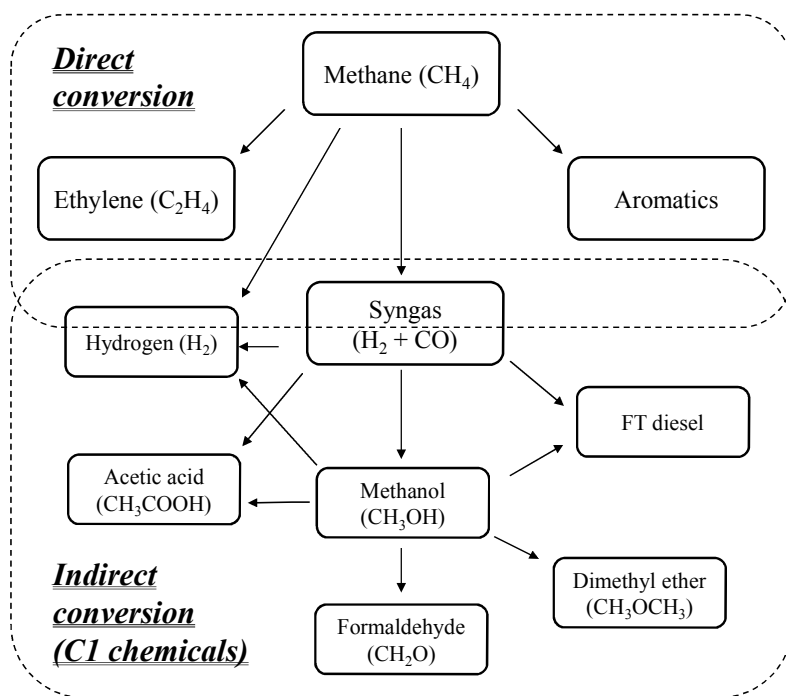 Direct
conversion
Methane (CH₄)
Ethylene (C₂H₄)
Aromatics
Syngas
(H₂ + CO)
Hydrogen (H₂)
FT diesel
Acetic acid
(CH₃COOH)
Methanol
(CH₃OH)
Indirect
conversion
(C1 chemicals)
Dimethyl ether
(CH₃OCH₃)
Formaldehyde
(CH₂O)